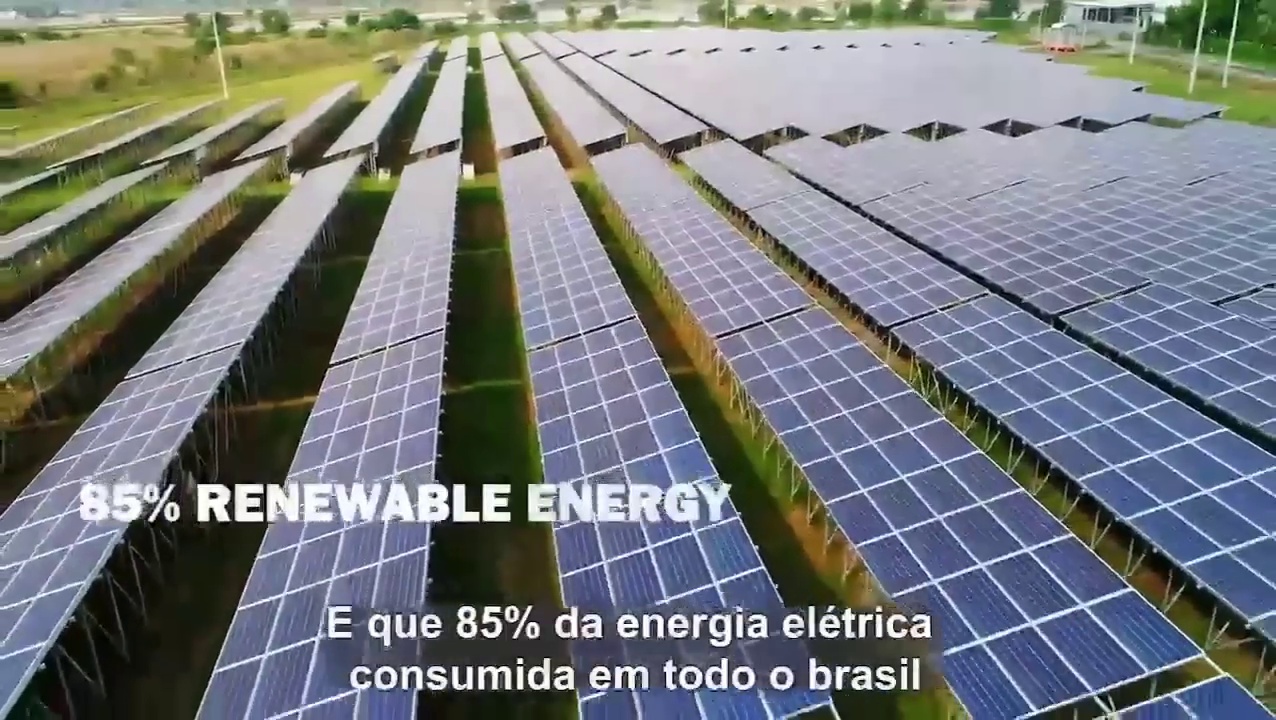 85% RENEWABLE ENERGY
E que 85% da energia elétrica
consumida em todo o brasil